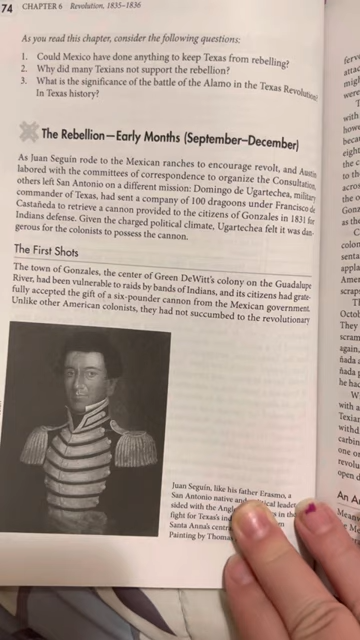 74 CHAPTER 6 Revolution, 1835–1836
As you read this chapter, consider the following questions:
1. Could Mexico have done anything to keep Texas from rebelling?
2. Why did many Texians not support the rebellion?
3. What is the significance of the battle of the Alamo in the Texas Revolution?
In Texas history?
The Rebellion—Early Months (September–December)
As Juan Seguín rode to the Mexican ranches to encourage revolt, and Austin
labored with the committees of correspondence to organize the Consultation,
others left San Antonio on a different mission: Domingo de Ugartechea, military
commander of Texas, had sent a company of 100 dragoons under Francisco de
Castañeda to retrieve a cannon provided to the citizens of Gonzales in 1831 for
Indians defense. Given the charged political climate, Ugartechea felt it was dan-
gerous for the colonists to possess the cannon.
The First Shots
The town of Gonzales, the center of Green DeWitt's colony on the Guadalupe
River, had been vulnerable to raids by bands of Indians, and its citizens had grate-
fully accepted the gift of a six-pounder cannon from the Mexican government.
Unlike other American colonists, they had not succumbed to the revolutionary
Juan Seguín, like his father Erasmo, a
San Antonio native and leader
sided with the in the
fight for Texas's
Santa Anna's
Painting by